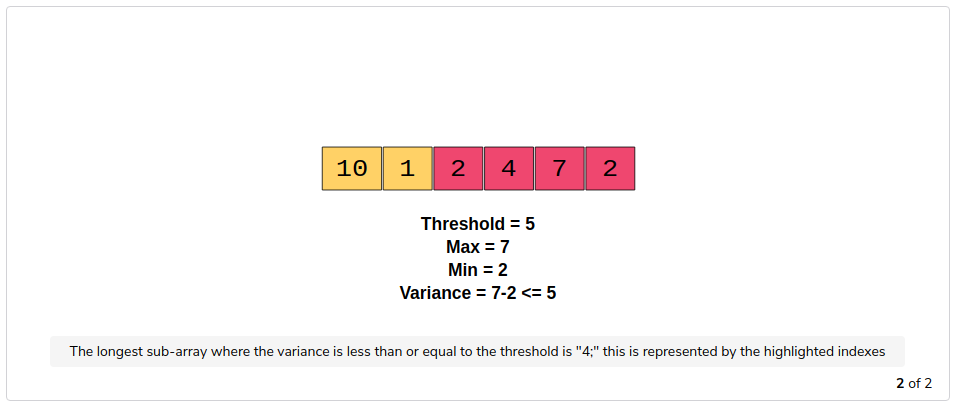 10 1 2 4 7 2
Threshold = 5
Max = 7
Min = 2
Variance = 7-2 <= 5
The longest sub-array where the variance is less than or equal to the threshold is "4;" this is represented by the highlighted indexes
2 of 2